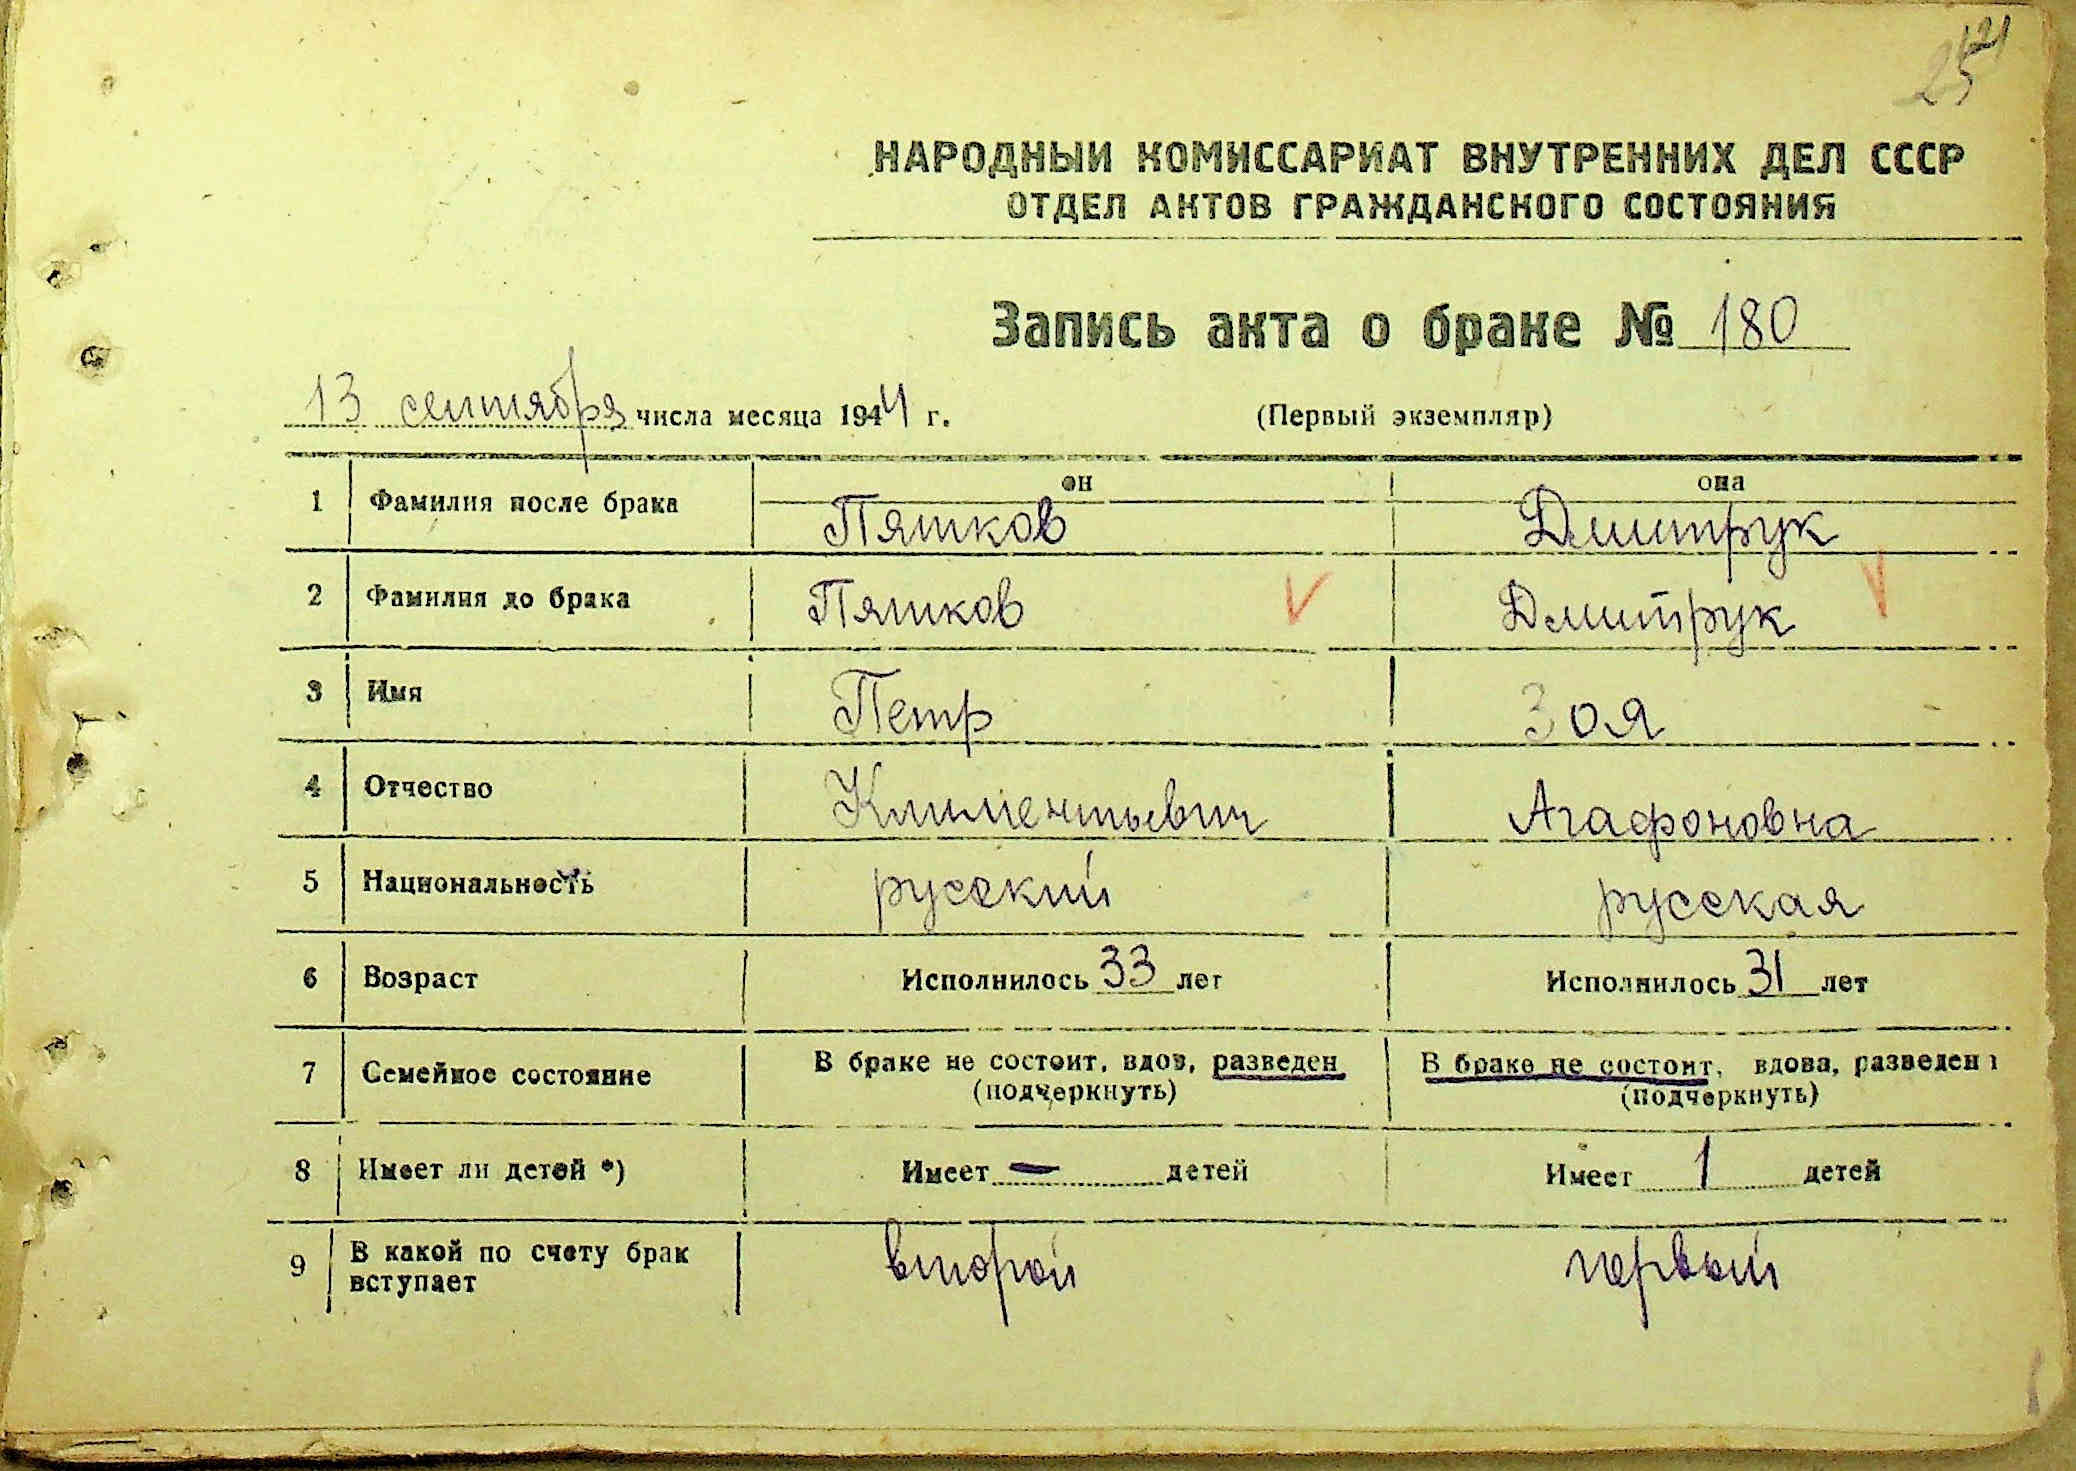 НАРОДНЫЙ КОМИССАРИАТ ВНУТРЕННИХ ДЕЛ СССР
ОТДЕЛ АКТОВ ГРАЖДАНСКОГО СОСТОЯНИЯ
Запись акта о браке № 180
13 сентября числа месяца 1944 г. (Первый экземпляр)
он она
1 Фамилия после брака Пятков Дмитрук
2 Фамилия до брака Пятков Дмитрук
3 Имя Петр Зоя
4 Отчество Климентьевич Агафоновна
5 Национальность русский русская
6 Возраст Исполнилось 33 лет Исполнилось 31 лет
7 Семейное состояние В браке не состоит, вдов, разведен В браке не состоит, вдова, разведена
(подчеркнуть) (подчеркнуть)
8 Имеет ли детей *) Имеет — детей Имеет 1 детей
9 В какой по счету брак вступает второй первый